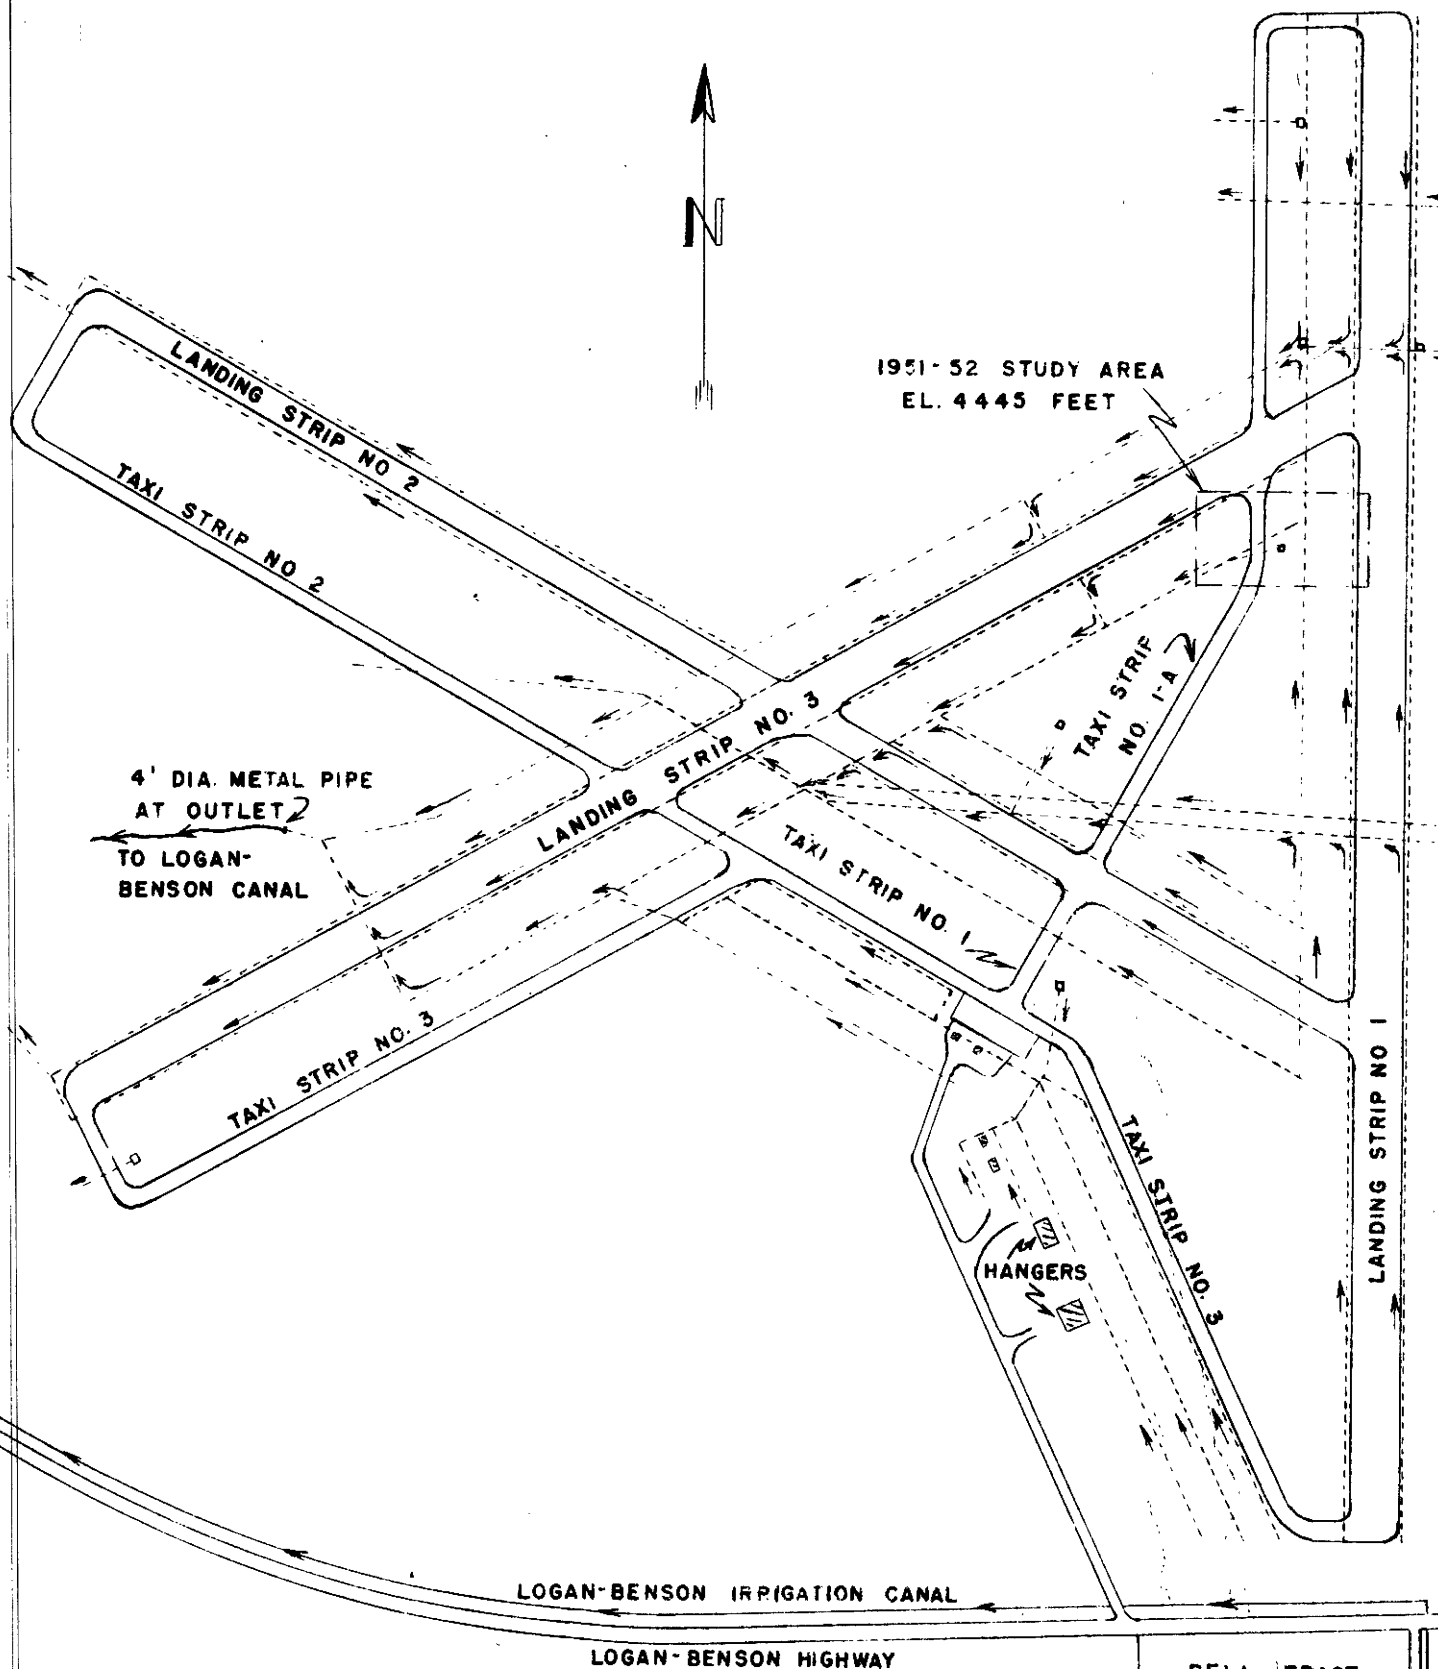 N
1951-52 STUDY AREA
EL. 4445 FEET
LANDING STRIP NO 2
TAXI STRIP NO 2
TAXI STRIP
NO. 1-A
LANDING STRIP NO. 3
4' DIA. METAL PIPE
AT OUTLET
TO LOGAN-
BENSON CANAL
TAXI STRIP NO. 1
TAXI STRIP NO. 3
LANDING STRIP NO 1
TAXI STRIP NO. 3
HANGERS
LOGAN-BENSON IRRIGATION CANAL
LOGAN-BENSON HIGHWAY